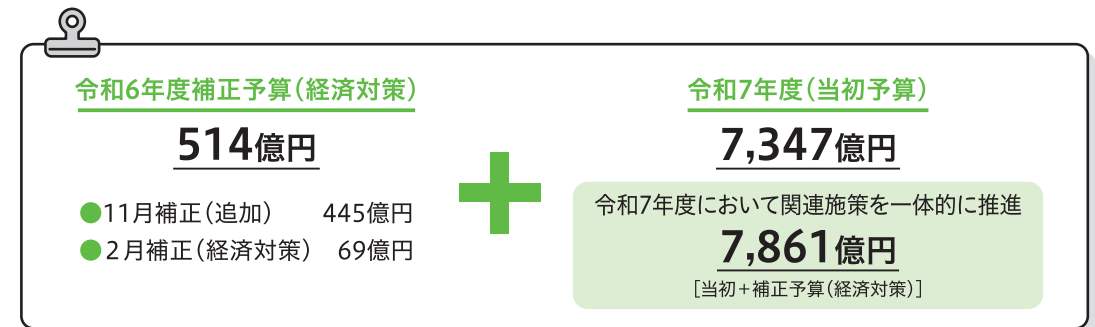 令和6年度補正予算（経済対策）
514億円
●11月補正（追加） 445億円
●2月補正（経済対策） 69億円
＋
令和7年度（当初予算）
7,347億円
令和7年度において関連施策を一体的に推進
7,861億円
［当初＋補正予算（経済対策）］